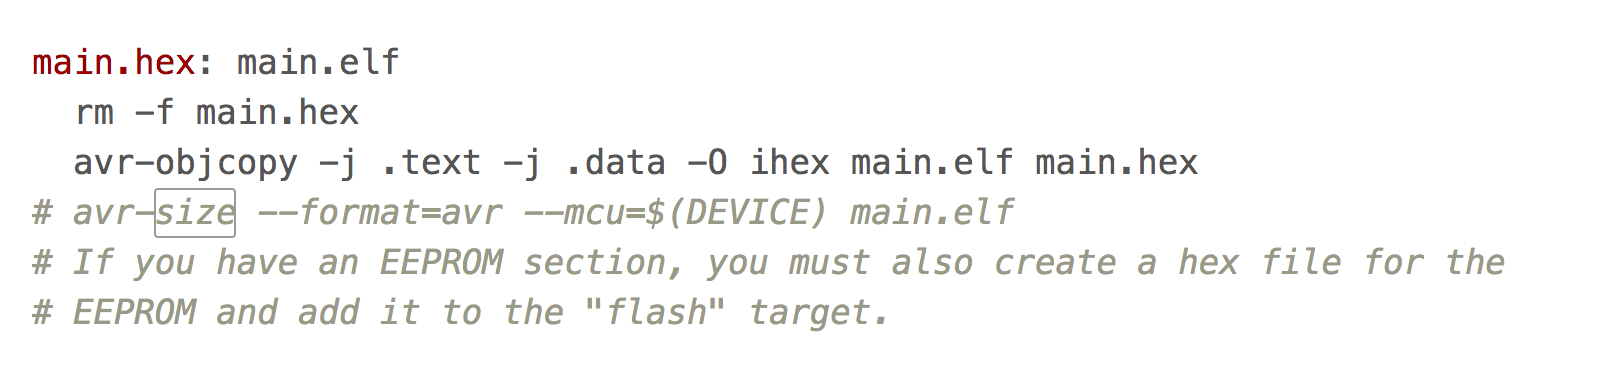 main.hex: main.elf
  rm -f main.hex
  avr-objcopy -j .text -j .data -O ihex main.elf main.hex
# avr-size --format=avr --mcu=$(DEVICE) main.elf
# If you have an EEPROM section, you must also create a hex file for the
# EEPROM and add it to the "flash" target.